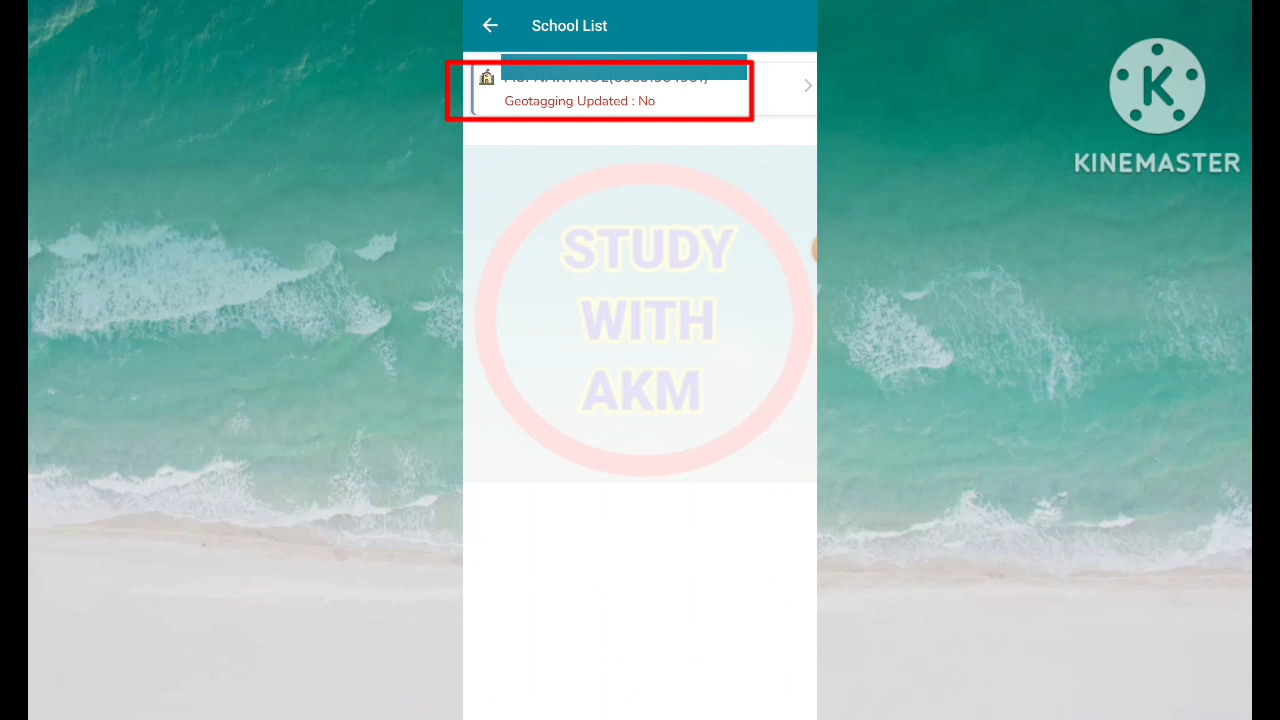 School List
Geotagging Updated : No
STUDY
WITH
AKM
KINEMASTER